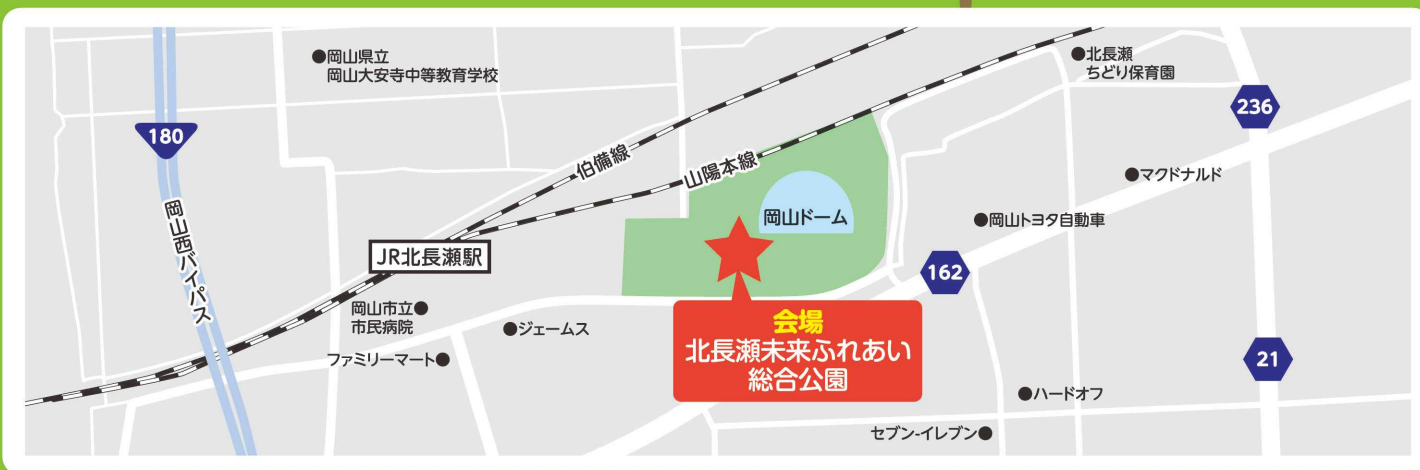 岡山県立
岡山大安寺中等教育学校
北長瀬
ちどり保育園
180
236
伯備線
山陽本線
マクドナルド
岡山西バイパス
岡山ドーム
岡山トヨタ自動車
JR北長瀬駅
162
岡山市立
市民病院
ジェームス
会場
北長瀬未来ふれあい
総合公園
ファミリーマート
21
ハードオフ
セブン-イレブン